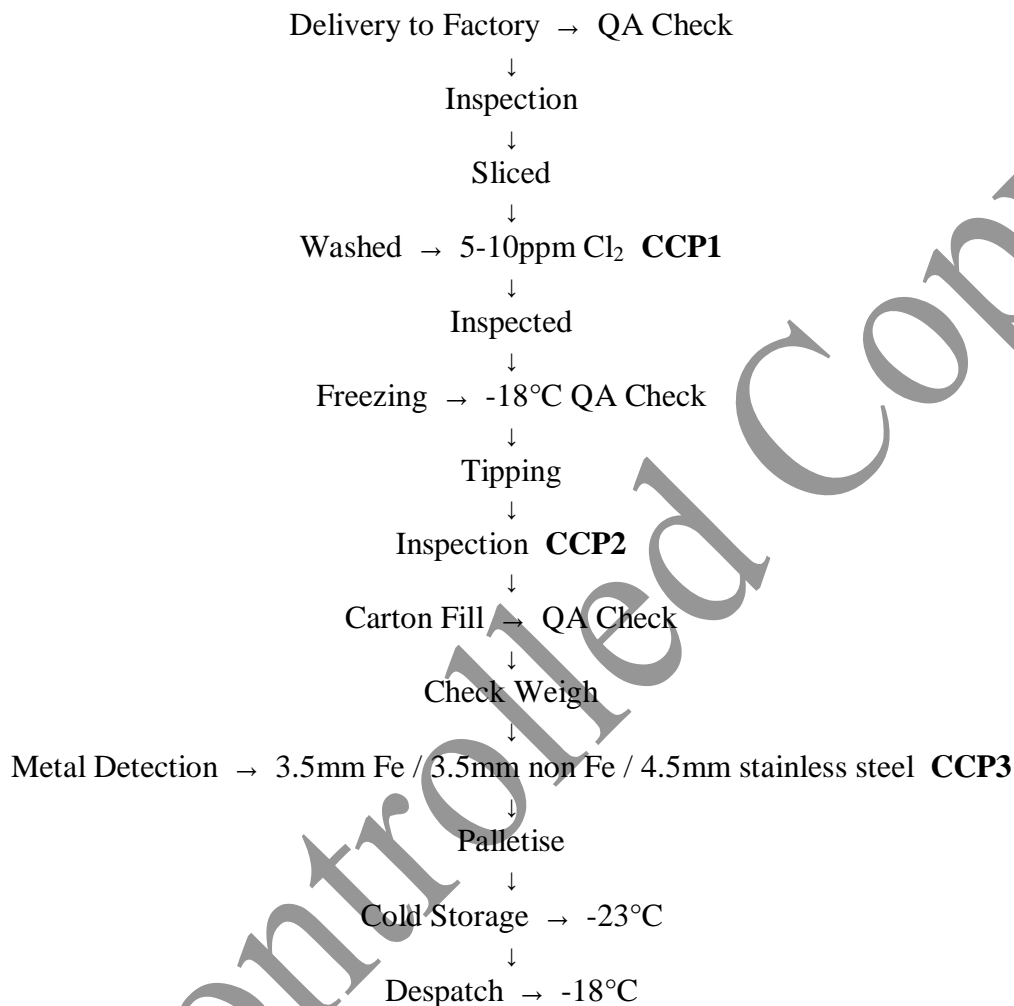 Delivery to Factory → QA Check
↓
Inspection
↓
Sliced
↓
Washed → 5-10ppm Cl₂ CCP1
↓
Inspected
↓
Freezing → -18°C QA Check
↓
Tipping
↓
Inspection CCP2
↓
Carton Fill → QA Check
↓
Check Weigh
↓
Metal Detection → 3.5mm Fe / 3.5mm non Fe / 4.5mm stainless steel CCP3
↓
Palletise
↓
Cold Storage → -23°C
↓
Despatch → -18°C
ontrolled Cop